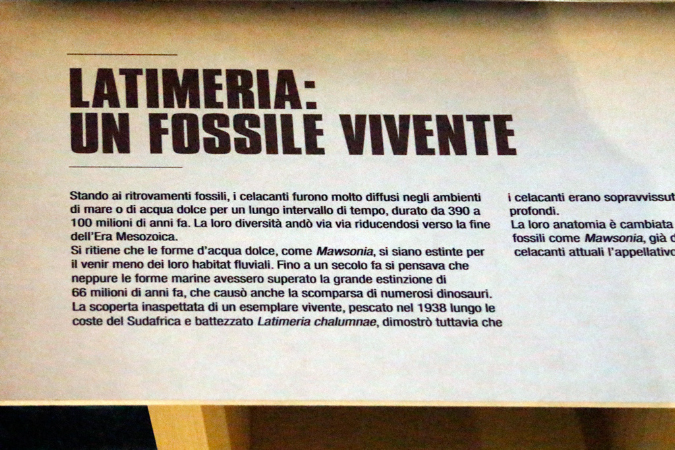 LATIMERIA:
UN FOSSILE VIVENTE
Stando ai ritrovamenti fossili, i celacanti furono molto diffusi negli ambienti
di mare o di acqua dolce per un lungo intervallo di tempo, durato da 390 a
100 milioni di anni fa. La loro diversità andò via via riducendosi verso la fine
dell'Era Mesozoica.
Si ritiene che le forme d'acqua dolce, come Mawsonia, si siano estinte per
il venir meno dei loro habitat fluviali. Fino a un secolo fa si pensava che
neppure le forme marine avessero superato la grande estinzione di
66 milioni di anni fa, che causò anche la scomparsa di numerosi dinosauri.
La scoperta inaspettata di un esemplare vivente, pescato nel 1938 lungo le
coste del Sudafrica e battezzato Latimeria chalumnae, dimostrò tuttavia che
i celacanti erano sopravvissut
profondi.
La loro anatomia è cambiata
fossili come Mawsonia, già d
celacanti attuali l'appellativo